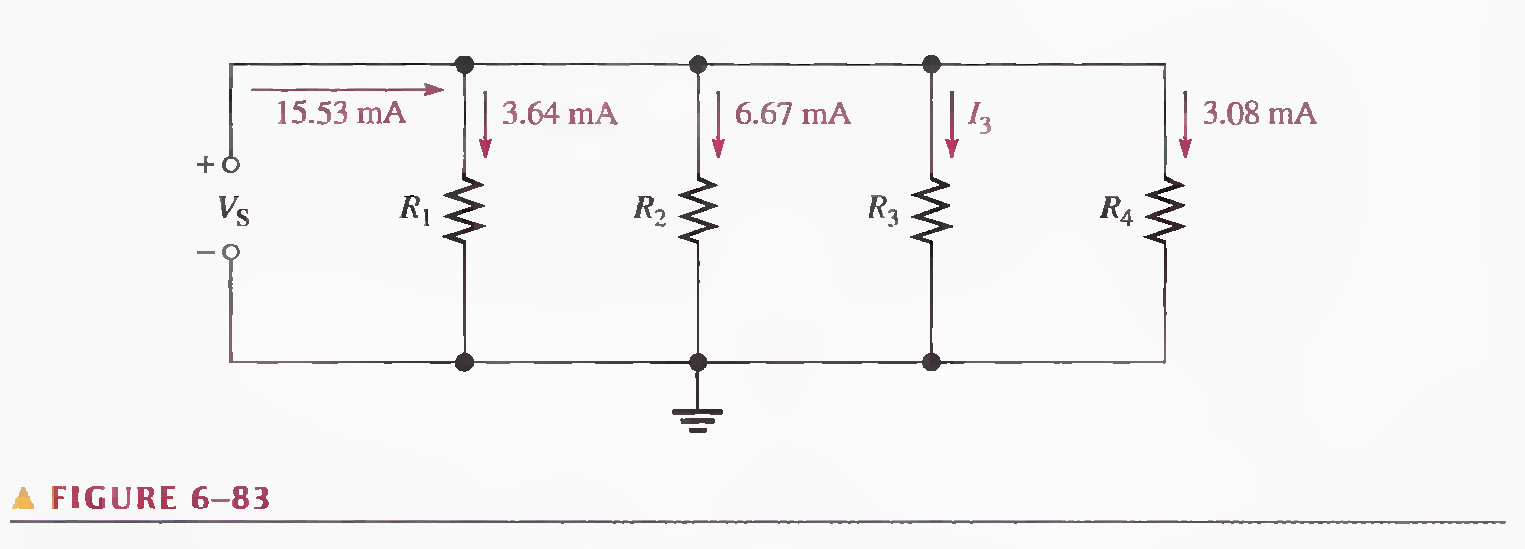 15.53 mA
3.64 mA
6.67 mA
I3
3.08 mA
+
VS
−
R1
R2
R3
R4
FIGURE 6–83